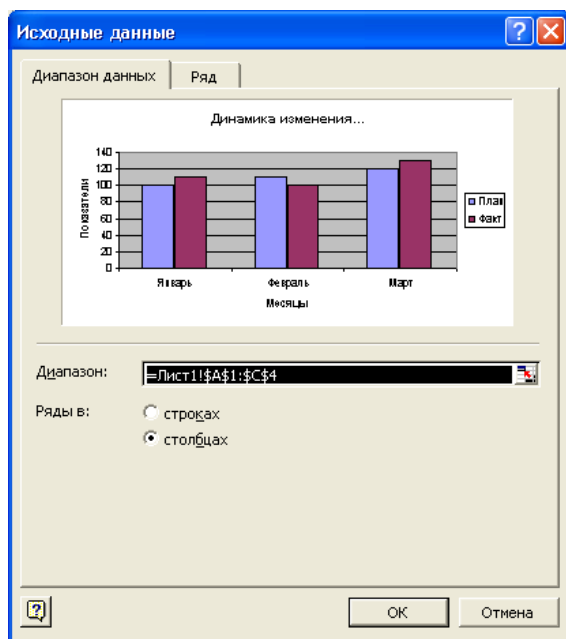 Исходные данные
Диапазон данных
Ряд
Динамика изменения...
140
120
100
80
60
40
20
0
Показатели
Январь
Февраль
Март
Месяцы
План
Факт
Диапазон:
=Лист1!$A$1:$C$4
Ряды в:
строках
столбцах
ОК
Отмена